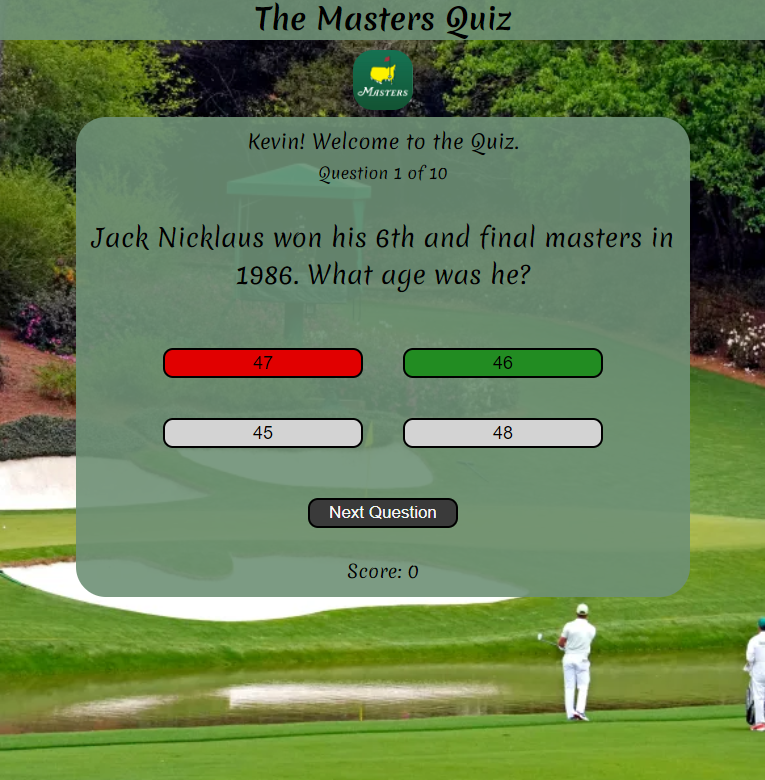 The Masters Quiz
MASTERS
Kevin! Welcome to the Quiz.
Question 1 of 10
Jack Nicklaus won his 6th and final masters in
1986. What age was he?
47
46
45
48
Next Question
Score: 0